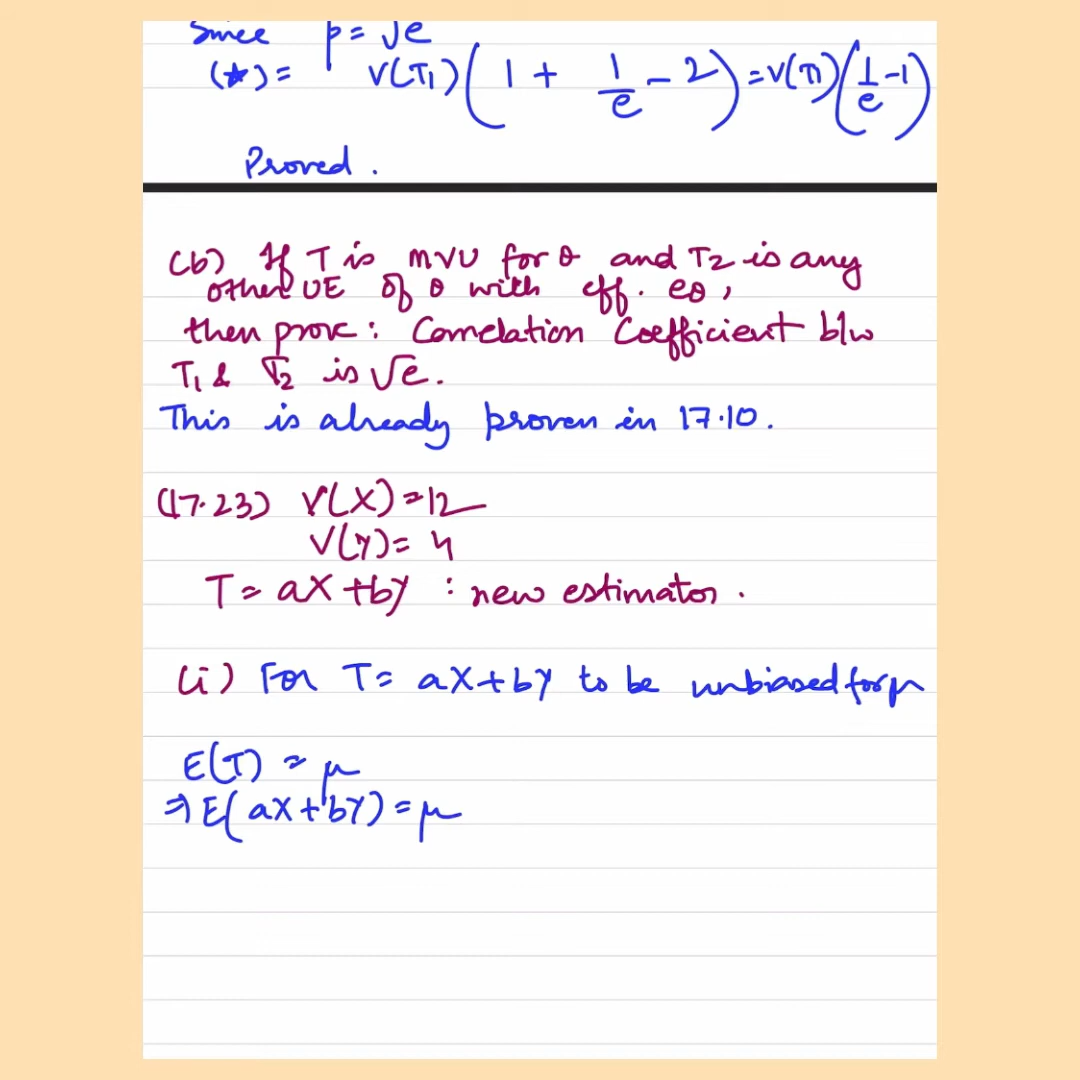 Since ρ = √e
(★) = V(T₁)(1 + 1/e - 2) = V(T₁)(1/e - 1)
Proved.
(b) If T is MVU for θ and T₂ is any
other UE of θ with eff. eθ,
then prove: Correlation Coefficient b/w
T₁ & T₂ is √e.
This is already proven in 17.10.
(17.23) V(X) = 12
V(Y) = 4
T = aX + bY : new estimator.
(i) For T = aX + bY to be unbiased for μ
E(T) = μ
⇒ E(aX + bY) = μ